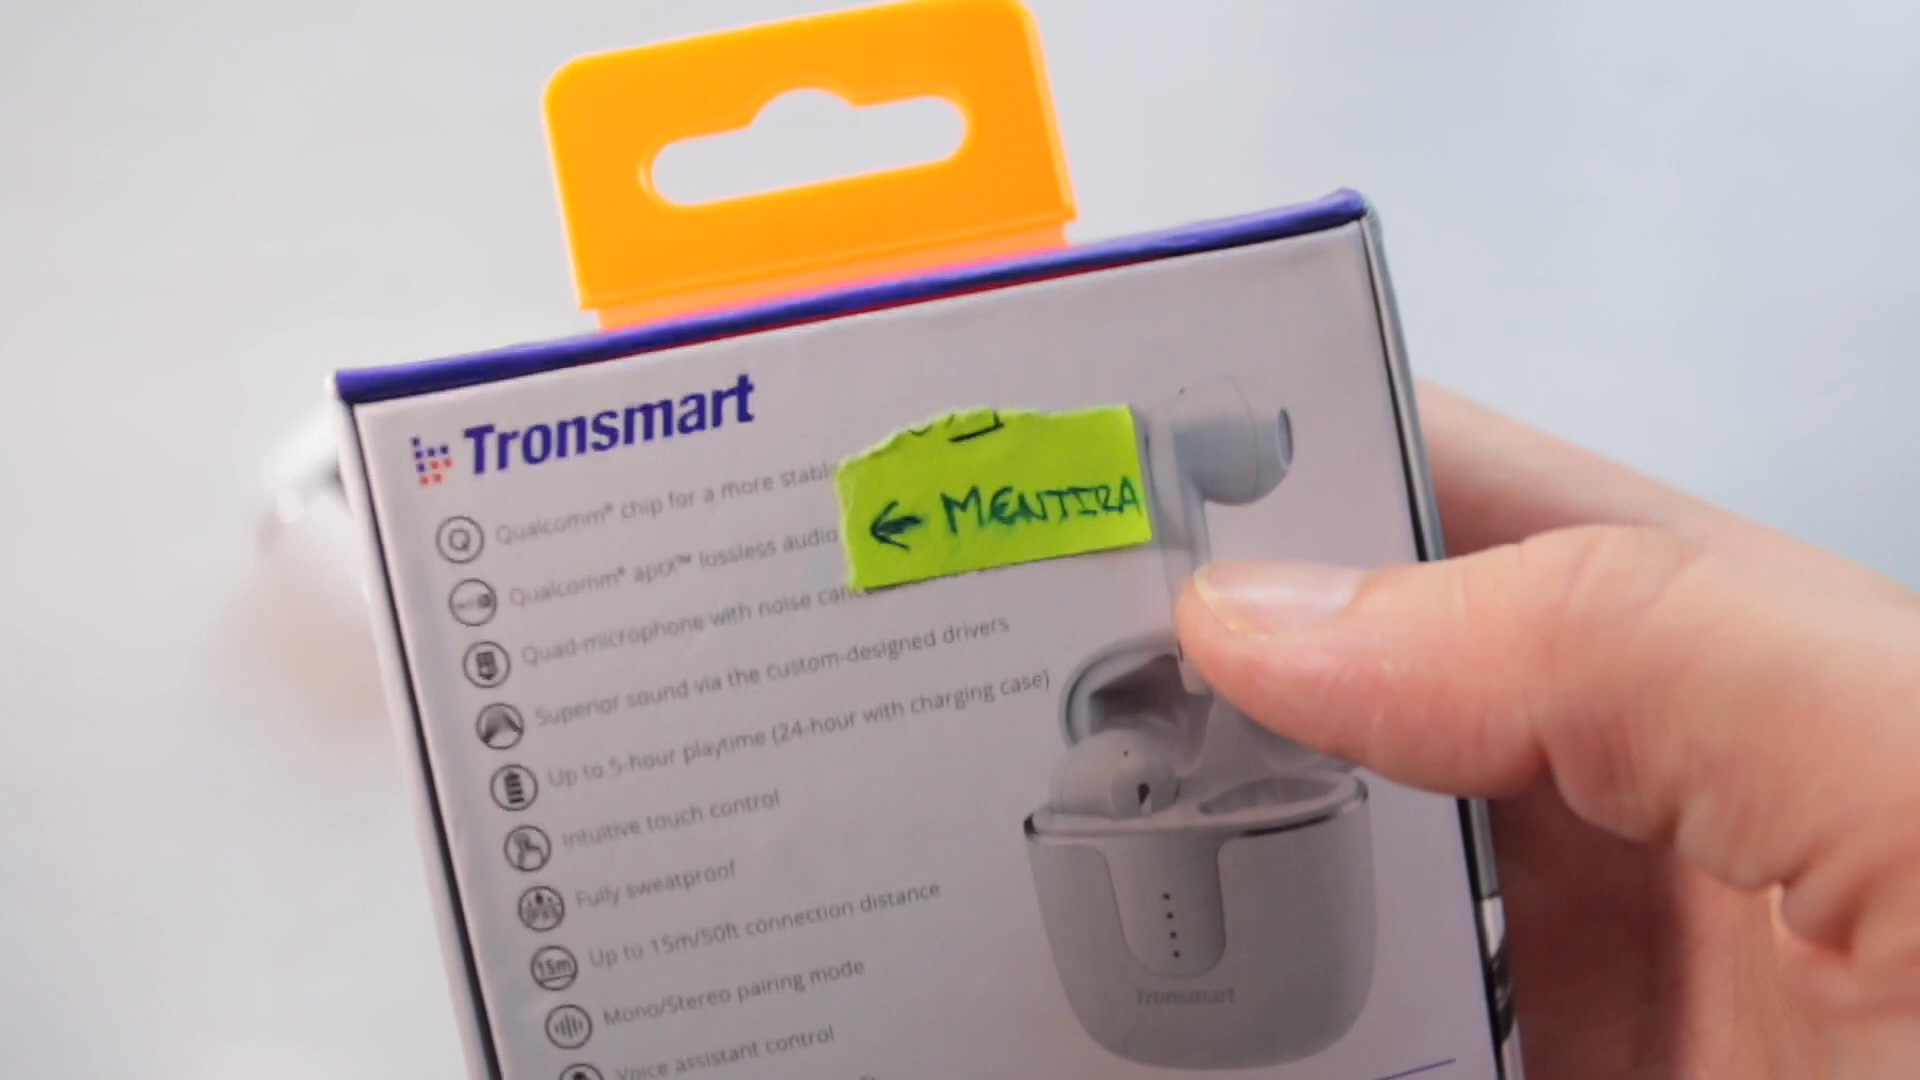 Tronsmart
← MENTIRA
Qualcomm® chip for a more stable
Qualcomm® aptX™ lossless audio
Quad-microphone with noise
Superior sound via the custom-designed drivers
Up to 5-hour playtime (24-hour with charging case)
Intuitive touch control
Fully sweatproof
15m
Up to 15m/50ft connection distance
Mono/Stereo pairing mode
Voice assistant control
Tronsmart